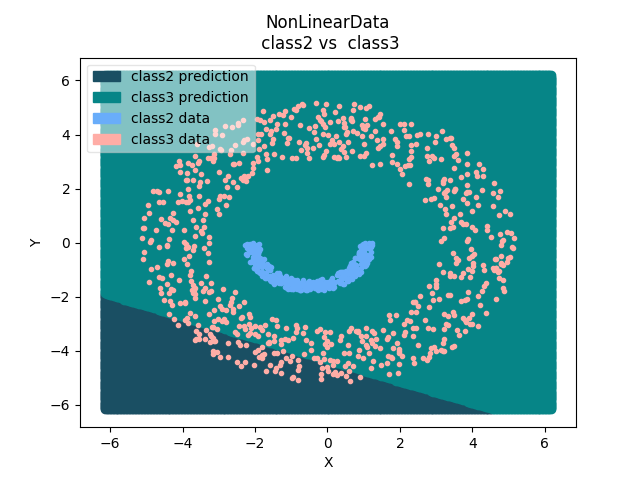 NonLinearData
class2 vs  class3
class2 prediction
class3 prediction
class2 data
class3 data
6
4
2
0
−2
−4
−6
Y
−6 −4 −2 0 2 4 6
X